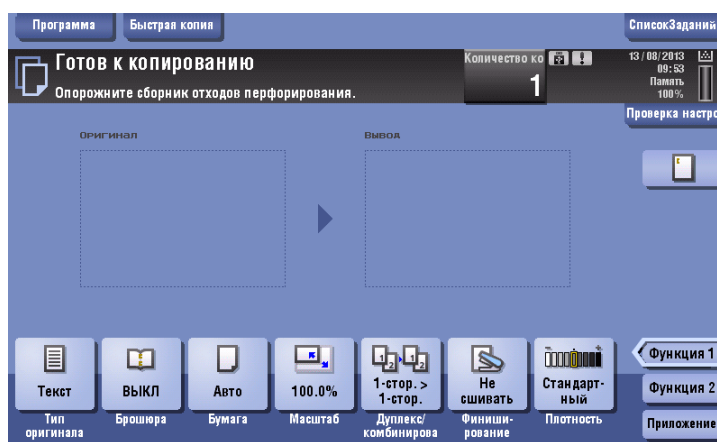 Программа
Быстрая копия
СписокЗаданий
Готов к копированию
Опорожните сборник отходов перфорирования.
Количество ко
1
13/08/2013
09:53
Память
100%
Проверка настро
Оригинал
Вывод
Текст
ВЫКЛ
Авто
100.0%
1-стор. >
1-стор.
Не
сшивать
Стандарт-
ный
Тип
оригинала
Брошюра
Бумага
Масштаб
Дуплекс/
комбинирова
Финиши-
рование
Плотность
Функция 1
Функция 2
Приложение